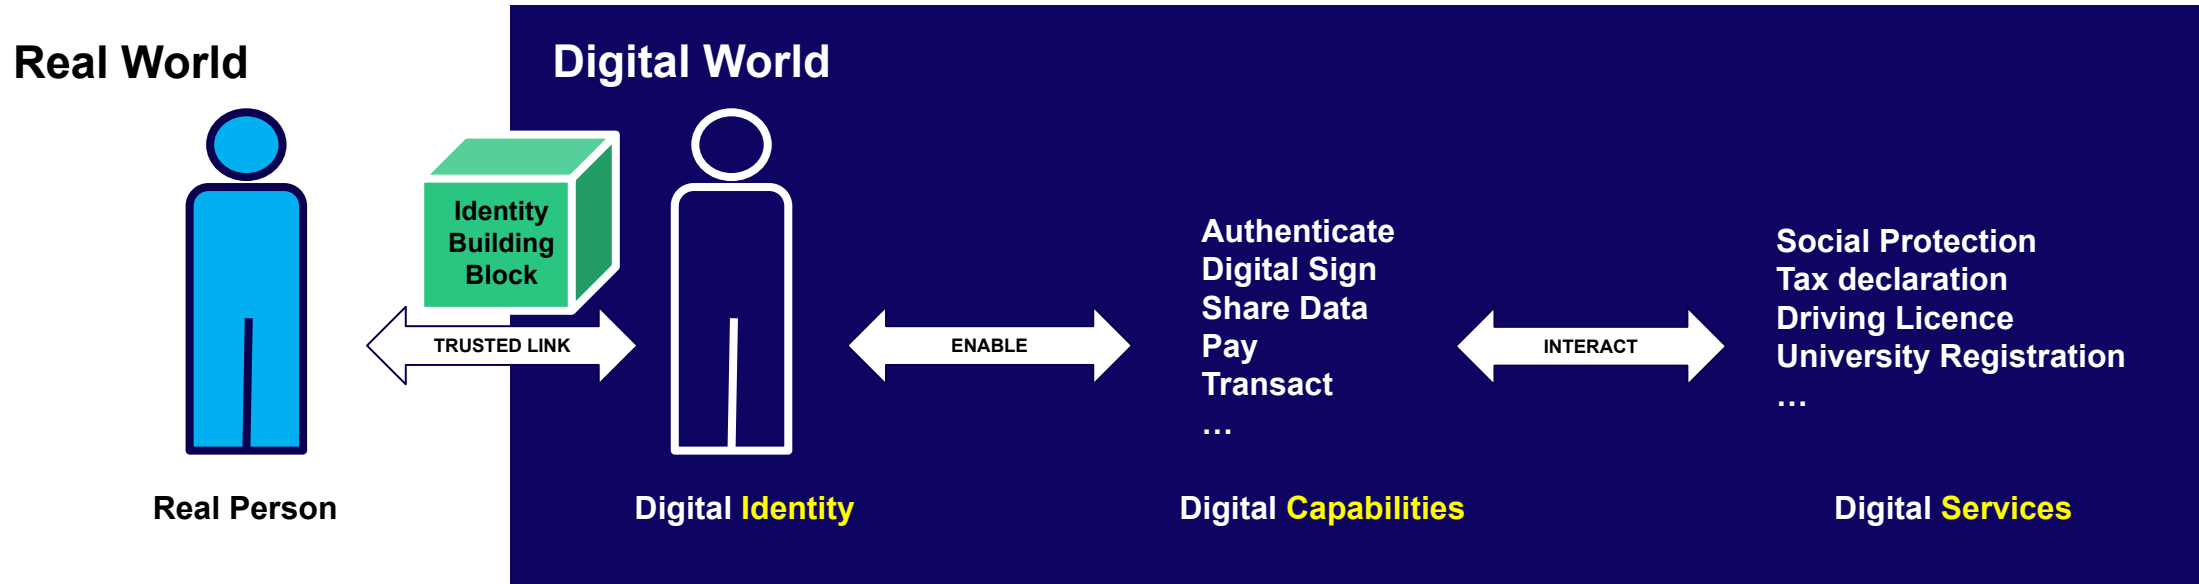 Real World
Digital World
Identity
Building
Block
TRUSTED LINK
ENABLE
Authenticate
Digital Sign
Share Data
Pay
Transact
…
INTERACT
Social Protection
Tax declaration
Driving Licence
University Registration
…
Real Person
Digital Identity
Digital Capabilities
Digital Services